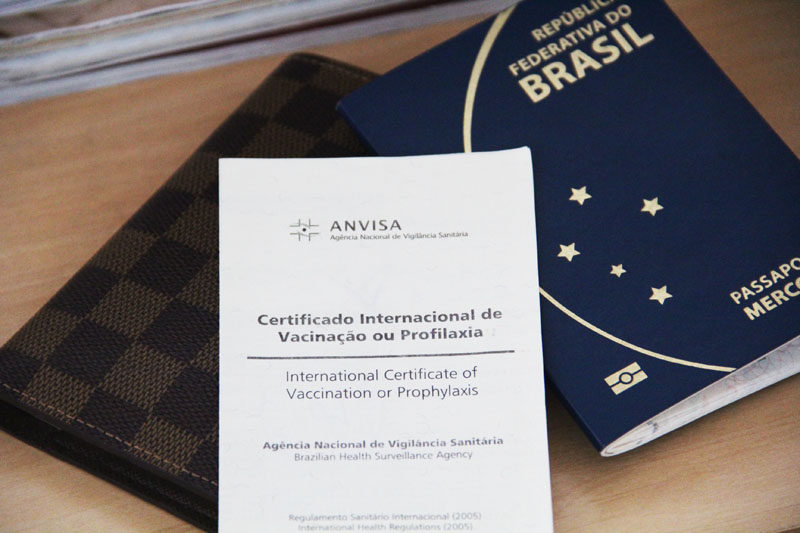 REPÚBLICA
FEDERATIVA DO
BRASIL
ANVISA
Agência Nacional de Vigilância Sanitária
Certificado Internacional de
Vacinação ou Profilaxia
International Certificate of
Vaccination or Prophylaxis
Agência Nacional de Vigilância Sanitária
Brazilian Health Surveillance Agency
Regulamento Sanitário Internacional (2005)
International Health Regulations (2005)
PASSAPO
MERCO